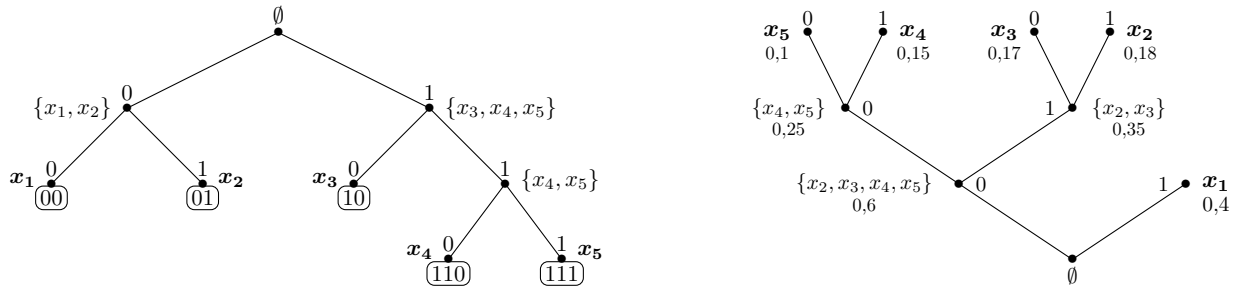 ∅
0
{x₁, x₂}
1
{x₃, x₄, x₅}
x₁
0
00
1
x₂
01
x₃
0
10
1
{x₄, x₅}
x₄
0
110
1
x₅
111
x₅
0
0,1
1
x₄
0,15
x₃
0
0,17
1
x₂
0,18
{x₄, x₅}
0
0,25
1
{x₂, x₃}
0,35
{x₂, x₃, x₄, x₅}
0
0,6
1
x₁
0,4
∅